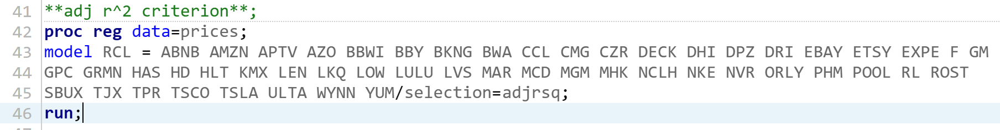 41 **adj r^2 criterion**;
42 proc reg data=prices;
43 model RCL = ABNB AMZN APTV AZO BBWI BBY BKNG BWA CCL CMG CZR DECK DHI DPZ DRI EBAY ETSY EXPE F GM
44 GPC GRMN HAS HD HLT KMX LEN LKQ LOW LULU LVS MAR MCD MGM MHK NCLH NKE NVR ORLY PHM POOL RL ROST
45 SBUX TJX TPR TSCO TSLA ULTA WYNN YUM/selection=adjrsq;
46 run;